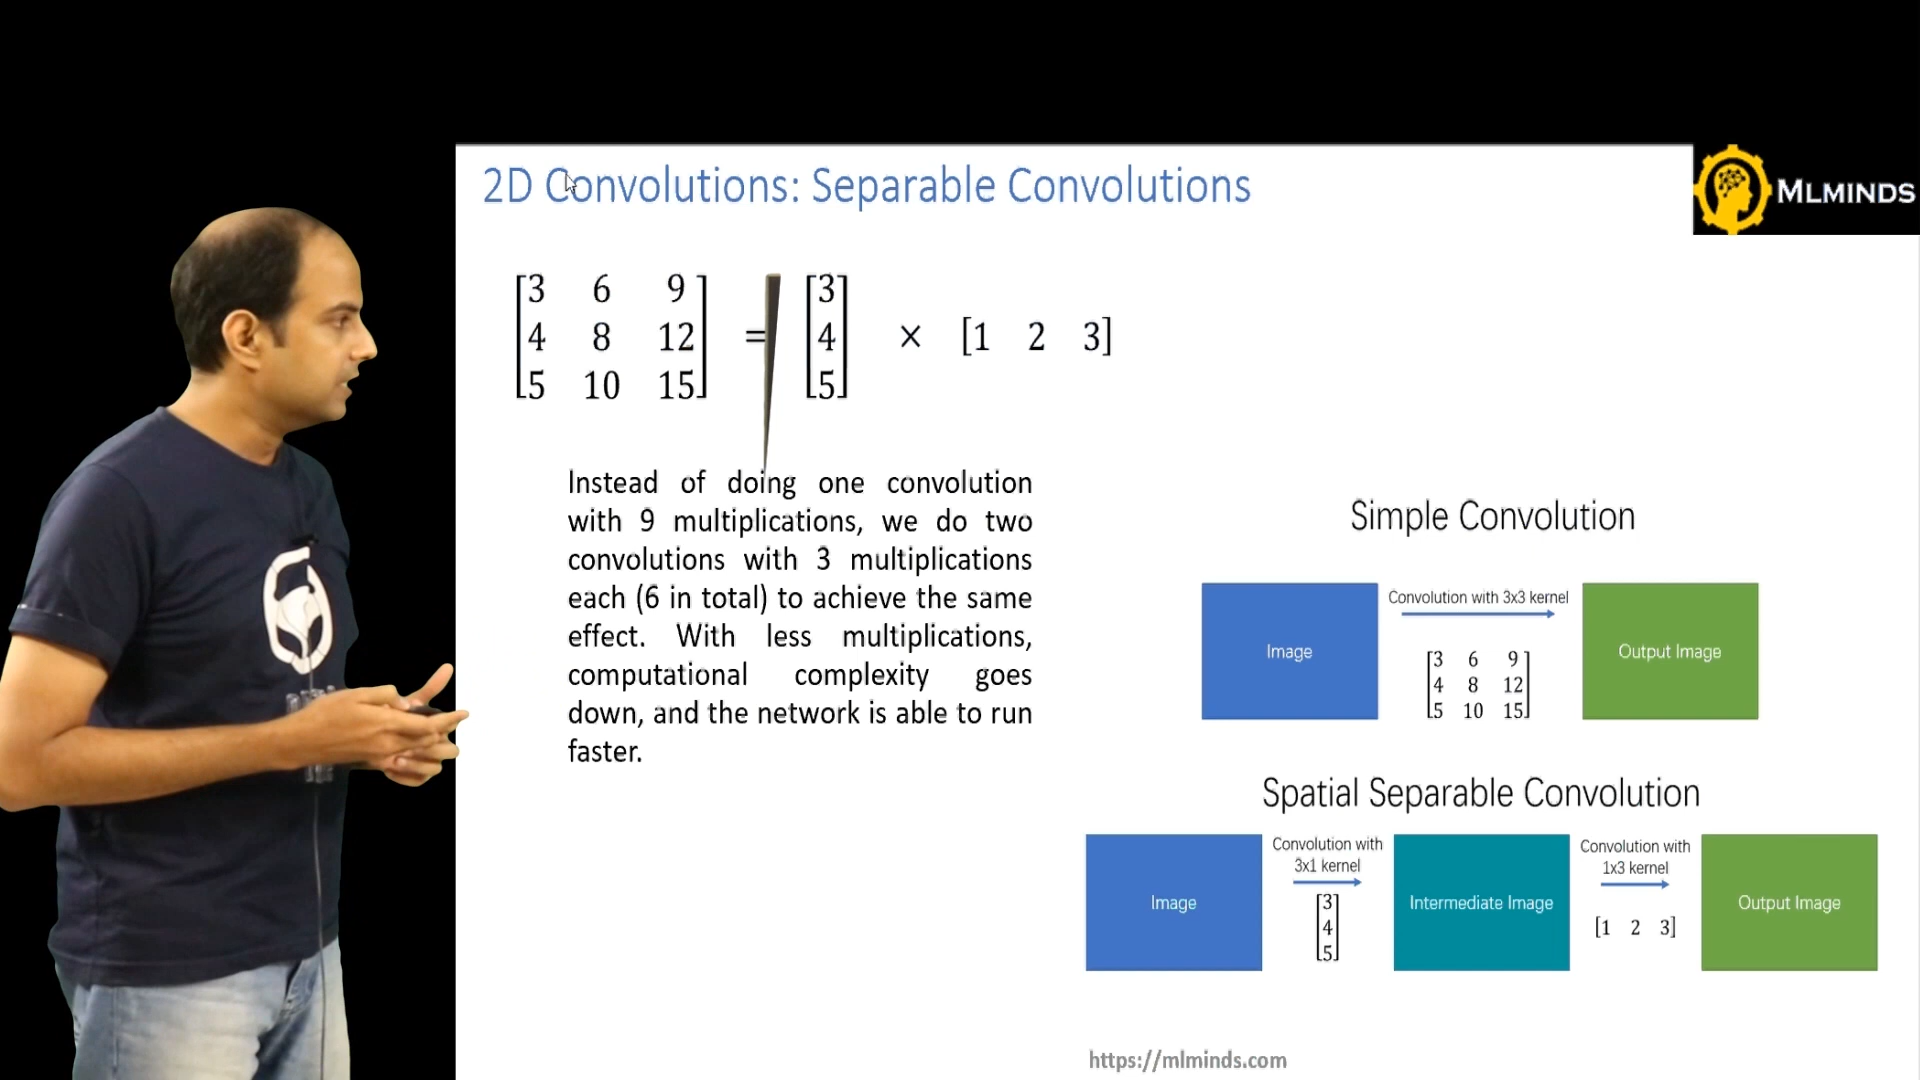 2D Convolutions: Separable Convolutions
MLMINDS
[3 6 9]
[4 8 12] = [3 4 5] × [1 2 3]
[5 10 15]
Instead of doing one convolution
with 9 multiplications, we do two
convolutions with 3 multiplications
each (6 in total) to achieve the same
effect. With less multiplications,
computational complexity goes
down, and the network is able to run
faster.
Simple Convolution
Image
Convolution with 3x3 kernel
3 6 9
4 8 12
5 10 15
Output Image
Spatial Separable Convolution
Image
Convolution with
3x1 kernel
3
4
5
Intermediate Image
Convolution with
1x3 kernel
[1 2 3]
Output Image
https://mlminds.com